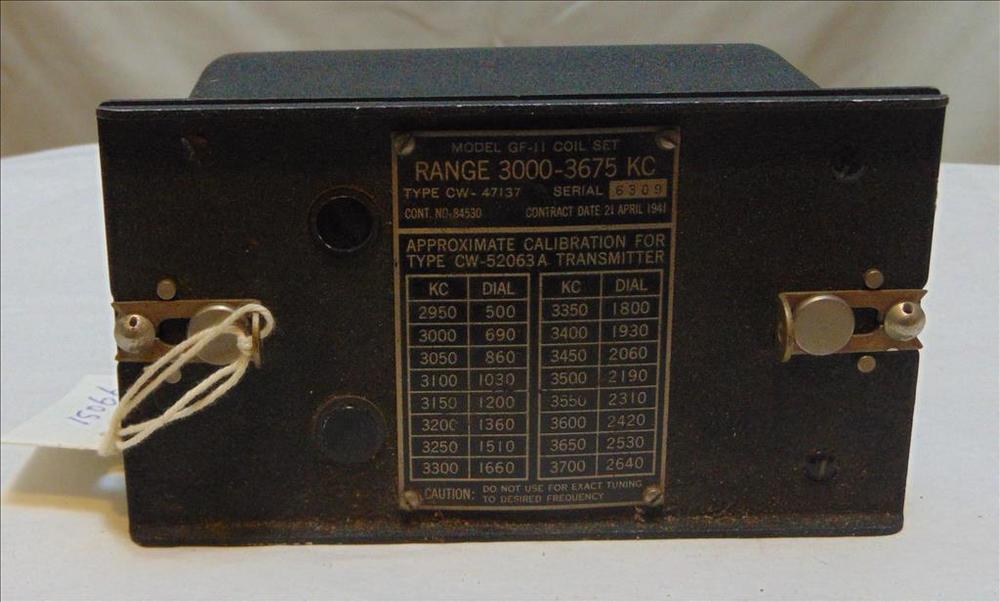 MODEL GF-11 COIL SET
RANGE 3000-3675 KC
TYPE CW-47137 SERIAL 6309
CONT. NO-84530 CONTRACT DATE 21 APRIL 1941
APPROXIMATE CALIBRATION FOR
TYPE CW-52063A TRANSMITTER
KC DIAL KC DIAL
2950 500 3350 1800
3000 690 3400 1930
3050 860 3450 2060
3100 1030 3500 2190
3150 1200 3550 2310
3200 1360 3600 2420
3250 1510 3650 2530
3300 1660 3700 2640
CAUTION: DO NOT USE FOR EXACT TUNING
TO DESIRED FREQUENCY